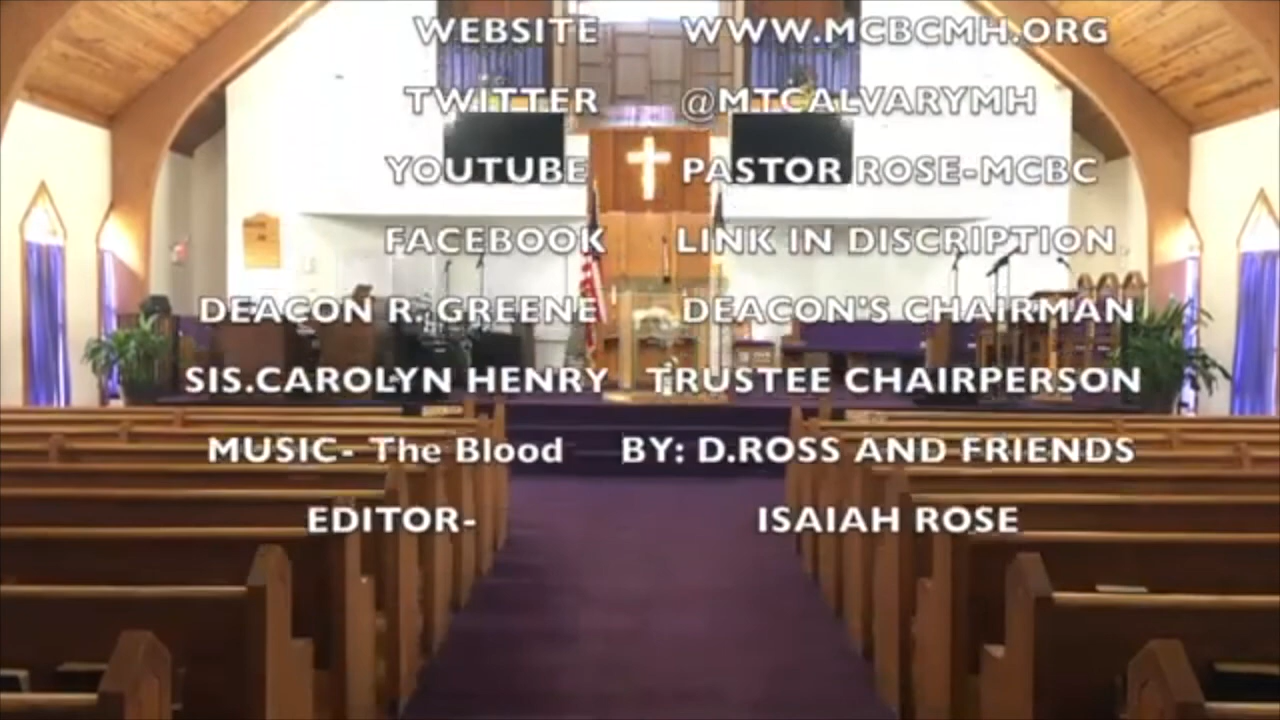 WEBSITE WWW.MCBCMH.ORG
TWITTER @MTCALVARYMH
YOUTUBE PASTOR ROSE-MCBC
FACEBOOK LINK IN DISCRIPTION
DEACON R. GREENE DEACON'S CHAIRMAN
SIS.CAROLYN HENRY TRUSTEE CHAIRPERSON
MUSIC- The Blood BY: D.ROSS AND FRIENDS
EDITOR- ISAIAH ROSE